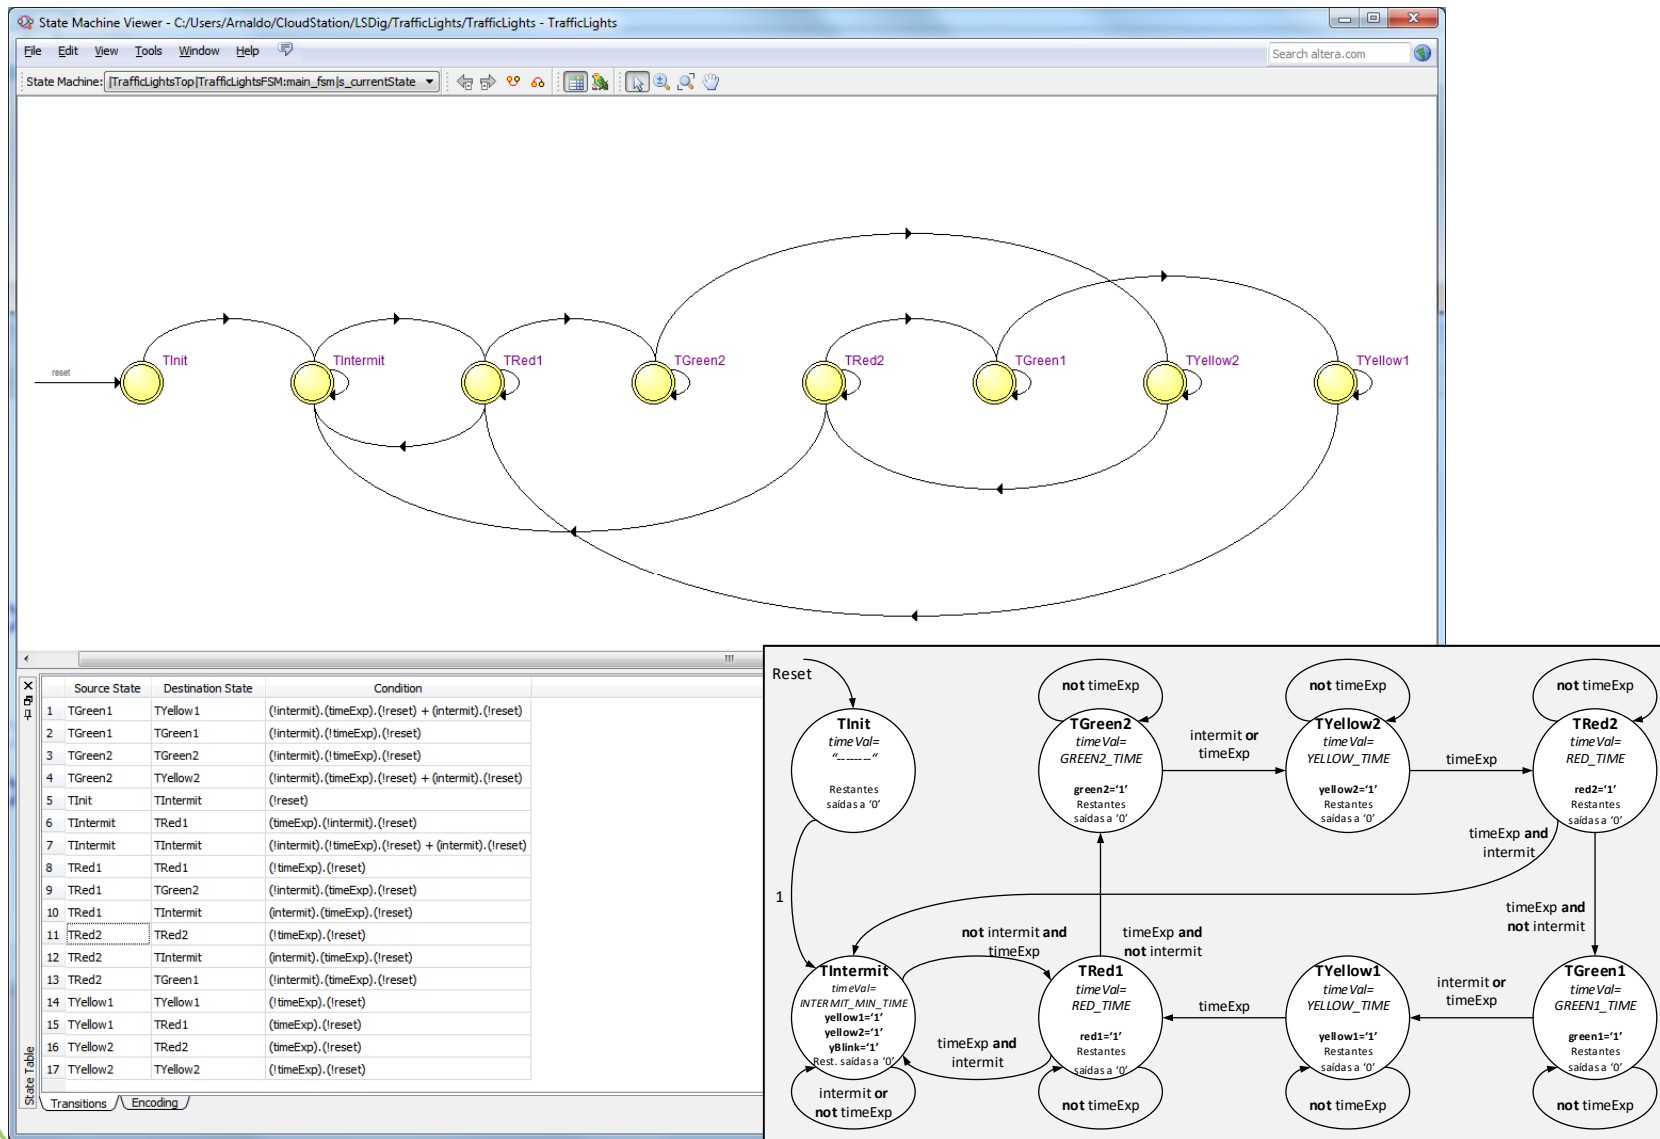 State Machine Viewer - C:/Users/Arnaldo/CloudStation/LSDig/TrafficLights/TrafficLights - TrafficLights
File Edit View Tools Window Help
Search altera.com
State Machine: |TrafficLightsTop|TrafficLightsFSM:main_fsm|s_currentState
reset
TInit
TIntermit
TRed1
TGreen2
TRed2
TGreen1
TYellow2
TYellow1
Source State Destination State Condition
1 TGreen1 TYellow1 (!intermit).(timeExp).(!reset) + (intermit).(!reset)
2 TGreen1 TGreen1 (!intermit).(!timeExp).(!reset)
3 TGreen2 TGreen2 (!intermit).(!timeExp).(!reset)
4 TGreen2 TYellow2 (!intermit).(timeExp).(!reset) + (intermit).(!reset)
5 TInit TIntermit (!reset)
6 TIntermit TRed1 (timeExp).(!intermit).(!reset)
7 TIntermit TIntermit (!intermit).(!timeExp).(!reset) + (intermit).(!reset)
8 TRed1 TRed1 (!timeExp).(!reset)
9 TRed1 TGreen2 (!intermit).(timeExp).(!reset)
10 TRed1 TIntermit (intermit).(timeExp).(!reset)
11 TRed2 TRed2 (!timeExp).(!reset)
12 TRed2 TIntermit (intermit).(timeExp).(!reset)
13 TRed2 TGreen1 (!intermit).(timeExp).(!reset)
14 TYellow1 TYellow1 (!timeExp).(!reset)
15 TYellow1 TRed1 (timeExp).(!reset)
16 TYellow2 TRed2 (timeExp).(!reset)
17 TYellow2 TYellow2 (!timeExp).(!reset)
State Table
Transitions Encoding
Reset
TInit
timeVal=
"--------"
Restantes
saídas a '0'
1
not timeExp
TGreen2
timeVal=
GREEN2_TIME
green2='1'
Restantes
saídas a '0'
intermit or
timeExp
not timeExp
TYellow2
timeVal=
YELLOW_TIME
yellow2='1'
Restantes
saídas a '0'
timeExp
not timeExp
TRed2
timeVal=
RED_TIME
red2='1'
Restantes
saídas a '0'
timeExp and
intermit
timeExp and
not intermit
TIntermit
timeVal=
INTERMIT_MIN_TIME
yellow1='1'
yellow2='1'
yBlink='1'
Rest. saídas a '0'
intermit or
not timeExp
not intermit and
timeExp
timeExp and
intermit
timeExp and
not intermit
TRed1
timeVal=
RED_TIME
red1='1'
Restantes
saídas a '0'
not timeExp
timeExp
TYellow1
timeVal=
YELLOW_TIME
yellow1='1'
Restantes
saídas a '0'
not timeExp
intermit or
timeExp
TGreen1
timeVal=
GREEN1_TIME
green1='1'
Restantes
saídas a '0'
not timeExp